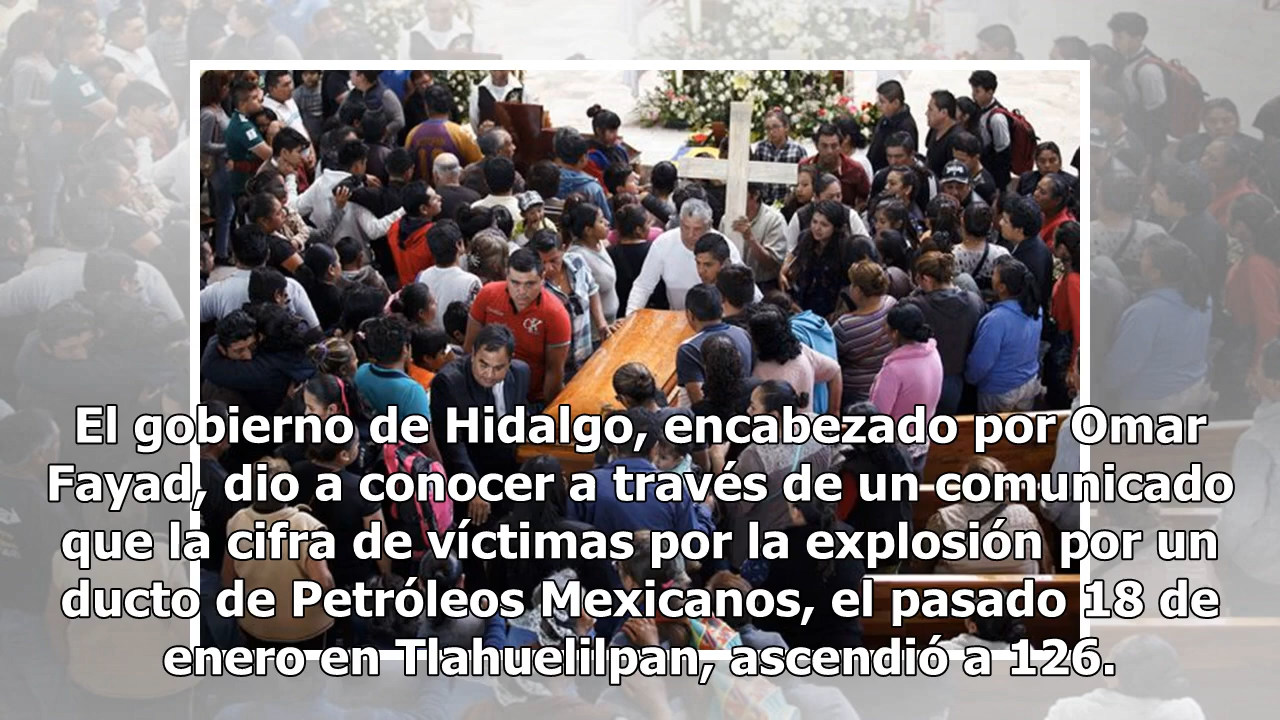 El gobierno de Hidalgo, encabezado por Omar
Fayad, dio a conocer a través de un comunicado
que la cifra de víctimas por la explosión por un
ducto de Petróleos Mexicanos, el pasado 18 de
enero en Tlahuelilpan, ascendió a 126.